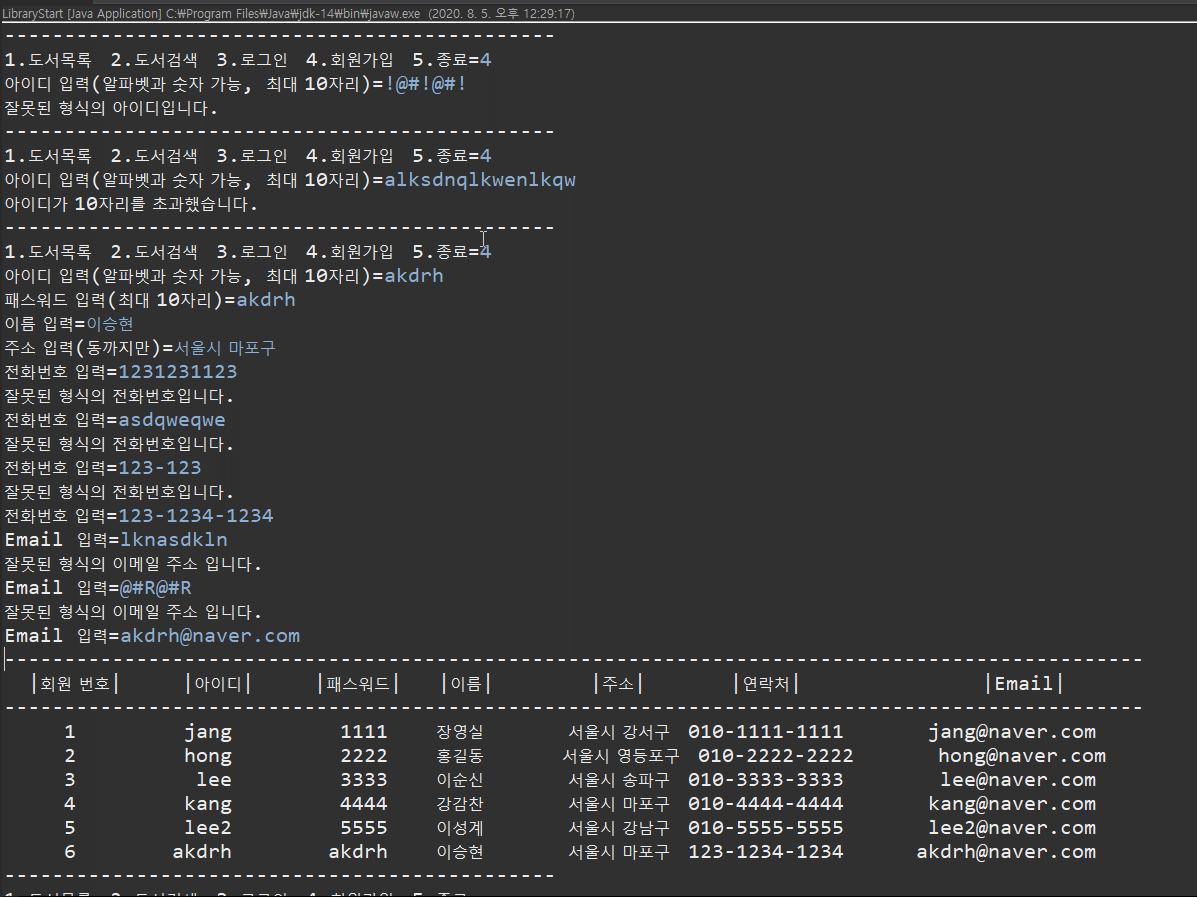 LibraryStart [Java Application] C:₩Program Files₩Java₩jdk-14₩bin₩javaw.exe (2020. 8. 5. 오후 12:29:17)
----------------------------------------------
1.도서목록 2.도서검색 3.로그인 4.회원가입 5.종료=4
아이디 입력(알파벳과 숫자 가능, 최대 10자리)=!@#!@#!
잘못된 형식의 아이디입니다.
----------------------------------------------
1.도서목록 2.도서검색 3.로그인 4.회원가입 5.종료=4
아이디 입력(알파벳과 숫자 가능, 최대 10자리)=alksdnqlkwenlkqw
아이디가 10자리를 초과했습니다.
----------------------------------------------
1.도서목록 2.도서검색 3.로그인 4.회원가입 5.종료=4
아이디 입력(알파벳과 숫자 가능, 최대 10자리)=akdrh
패스워드 입력(최대 10자리)=akdrh
이름 입력=이승현
주소 입력(동까지만)=서울시 마포구
전화번호 입력=1231231123
잘못된 형식의 전화번호입니다.
전화번호 입력=asdqweqwe
잘못된 형식의 전화번호입니다.
전화번호 입력=123-123
잘못된 형식의 전화번호입니다.
전화번호 입력=123-1234-1234
Email 입력=lknasdkln
잘못된 형식의 이메일 주소 입니다.
Email 입력=@#R@#R
잘못된 형식의 이메일 주소 입니다.
Email 입력=akdrh@naver.com
-----------------------------------------------------------------------------------------------
|회원 번호| |아이디| |패스워드| |이름| |주소| |연락처| |Email|
-----------------------------------------------------------------------------------------------
1 jang 1111 장영실 서울시 강서구 010-1111-1111 jang@naver.com
2 hong 2222 홍길동 서울시 영등포구 010-2222-2222 hong@naver.com
3 lee 3333 이순신 서울시 송파구 010-3333-3333 lee@naver.com
4 kang 4444 강감찬 서울시 마포구 010-4444-4444 kang@naver.com
5 lee2 5555 이성계 서울시 강남구 010-5555-5555 lee2@naver.com
6 akdrh akdrh 이승현 서울시 마포구 123-1234-1234 akdrh@naver.com
----------------------------------------------